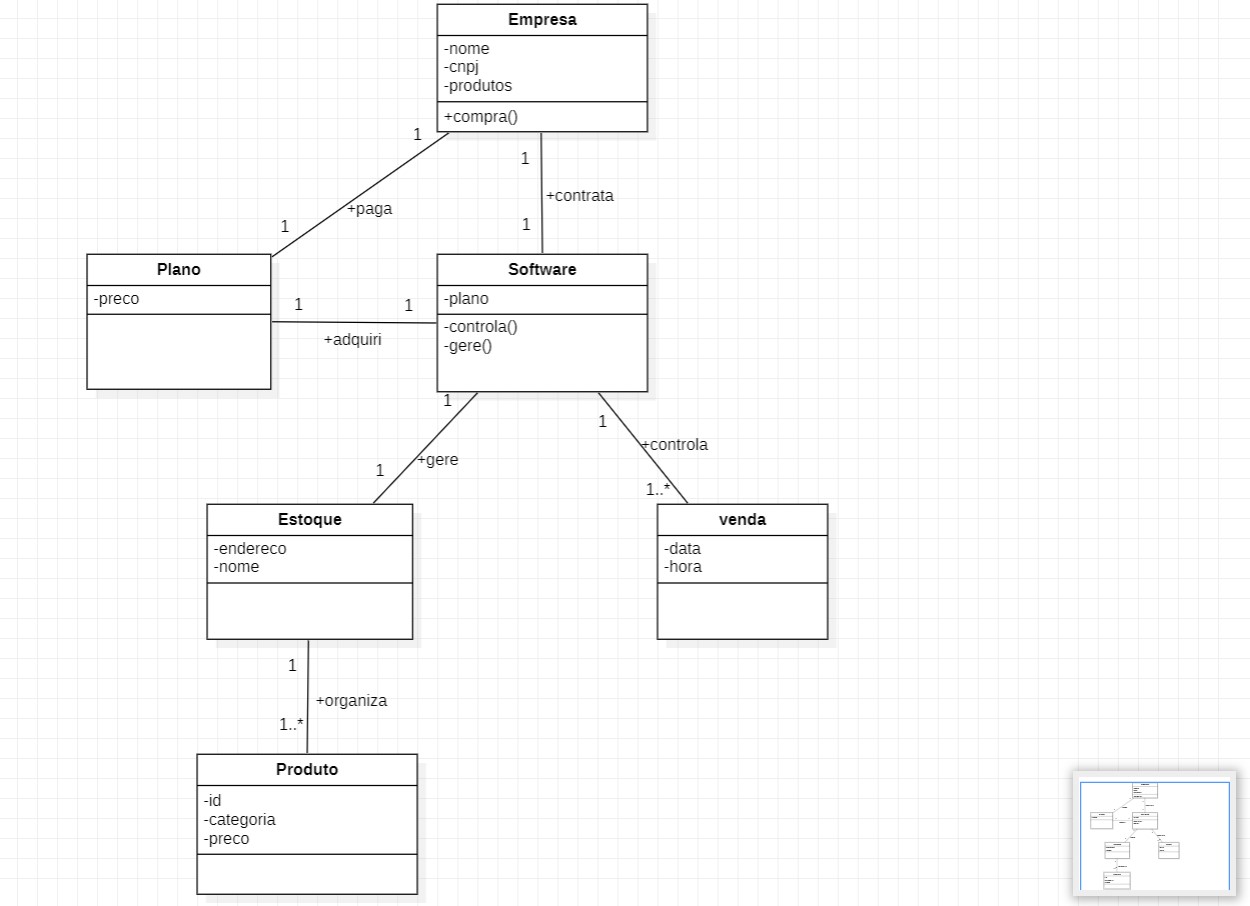 Empresa
-nome
-cnpj
-produtos
+compra()
1
1
+contrata
+paga
1
1
Plano
-preco
Software
-plano
-controla()
-gere()
1
1
+adquiri
1
1
+controla
+gere
1
1..*
Estoque
-endereco
-nome
venda
-data
-hora
1
+organiza
1..*
Produto
-id
-categoria
-preco